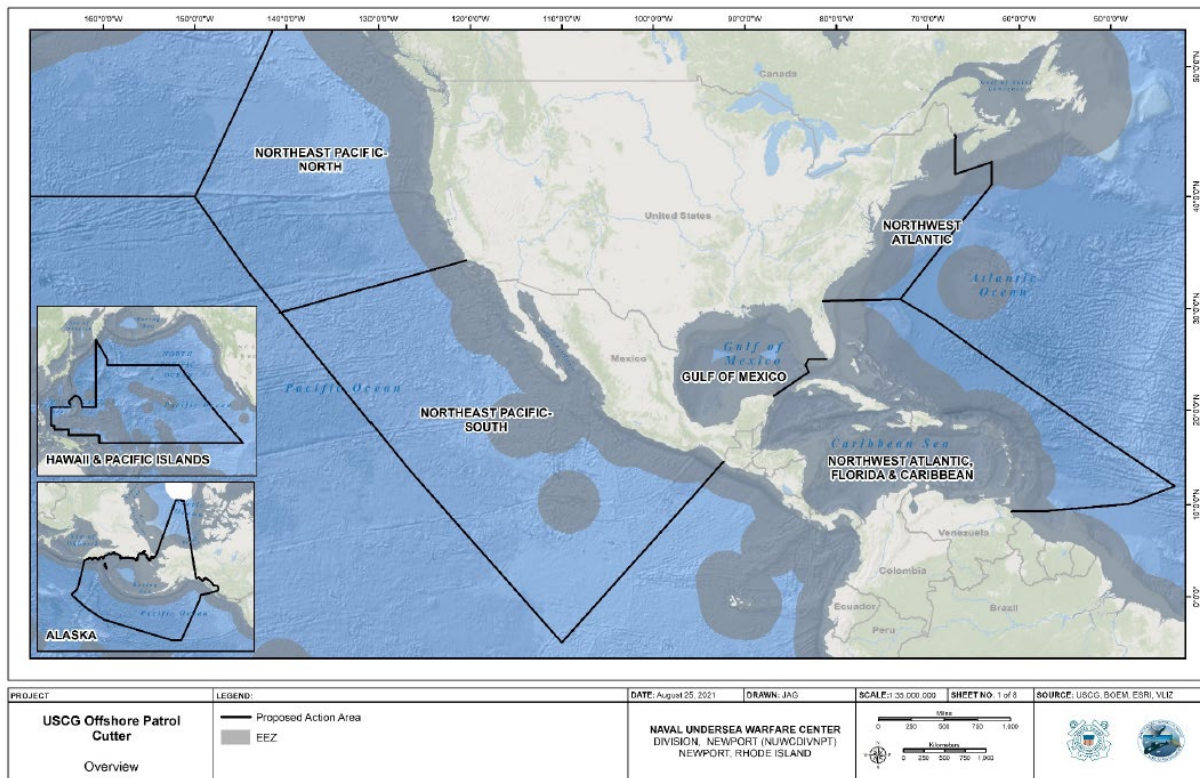 160°0'0"W
150°0'0"W
140°0'0"W
130°0'0"W
120°0'0"W
110°0'0"W
100°0'0"W
90°0'0"W
80°0'0"W
70°0'0"W
60°0'0"W
50°0'0"W
50°0'0"N
40°0'0"N
30°0'0"N
20°0'0"N
10°0'0"N
0°0'0"
Canada
Gulf of Saint
Lawrence
NORTHEAST PACIFIC-
NORTH
United States
NORTHWEST
ATLANTIC
Atlantic
Ocean
Pacific Ocean
Mexico
Gulf of
Mexico
GULF OF MEXICO
NORTHEAST PACIFIC-
SOUTH
Caribbean Sea
NORTHWEST ATLANTIC,
FLORIDA & CARIBBEAN
Venezuela
Colombia
Ecuador
Peru
Brazil
NORTH
Pacific Ocean
HAWAII & PACIFIC ISLANDS
Pacific Ocean
ALASKA
PROJECT
USCG Offshore Patrol
Cutter
Overview
LEGEND:
Proposed Action Area
EEZ
DATE: August 25, 2021
DRAWN: JAG
NAVAL UNDERSEA WARFARE CENTER
DIVISION, NEWPORT (NUWCDIVNPT)
NEWPORT, RHODE ISLAND
SCALE:1:35,000,000
SHEET NO. 1 of 8
Miles
0 250 500 750 1,000
Kilometers
0 250 500 750 1,000
SOURCE: USCG, BOEM, ESRI, VLIZ